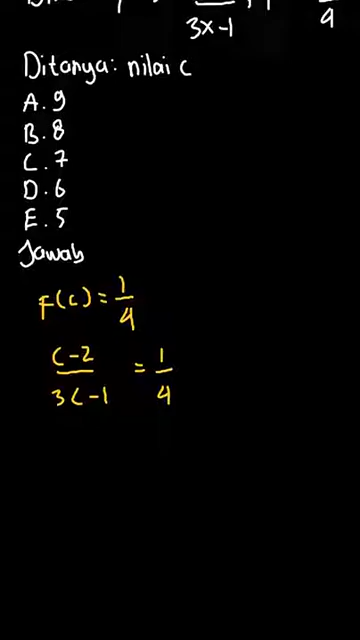 3x-1
4
Ditanya: nilai c
A. 9
B. 8
C. 7
D. 6
E. 5
Jawab
F(c) = 1/4
c-2/3c-1 = 1/4